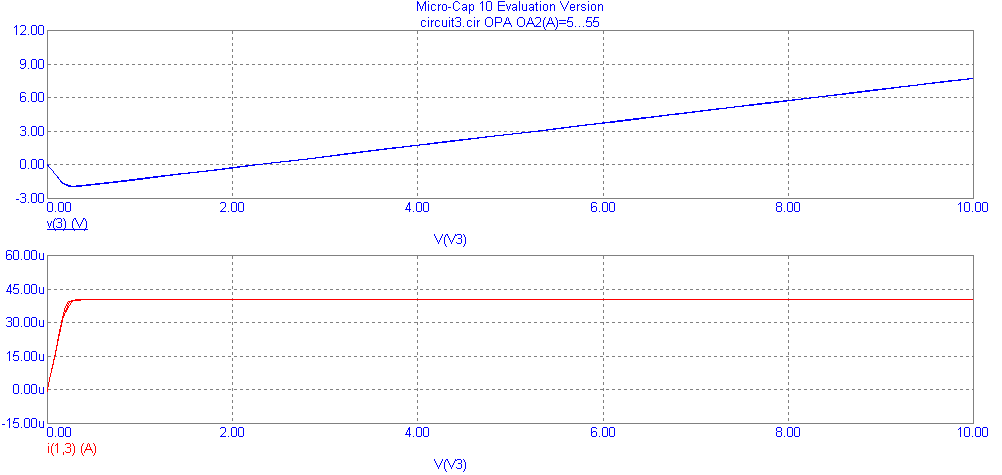 Micro-Cap 10 Evaluation Version
circuit3.cir OPA OA2(A)=5...55
12.00
9.00
6.00
3.00
0.00
-3.00
0.00 2.00 4.00 6.00 8.00 10.00
v(3) (V)
V(V3)
60.00u
45.00u
30.00u
15.00u
0.00u
-15.00u
0.00 2.00 4.00 6.00 8.00 10.00
i(1,3) (A)
V(V3)